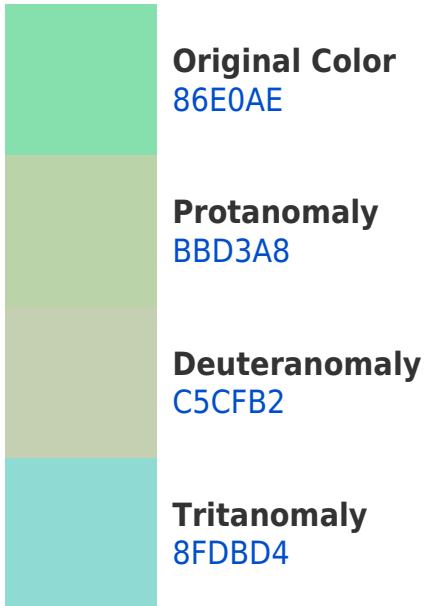 Original Color
86E0AE
Protanomaly
BBD3A8
Deuteranomaly
C5CFB2
Tritanomaly
8FDBD4